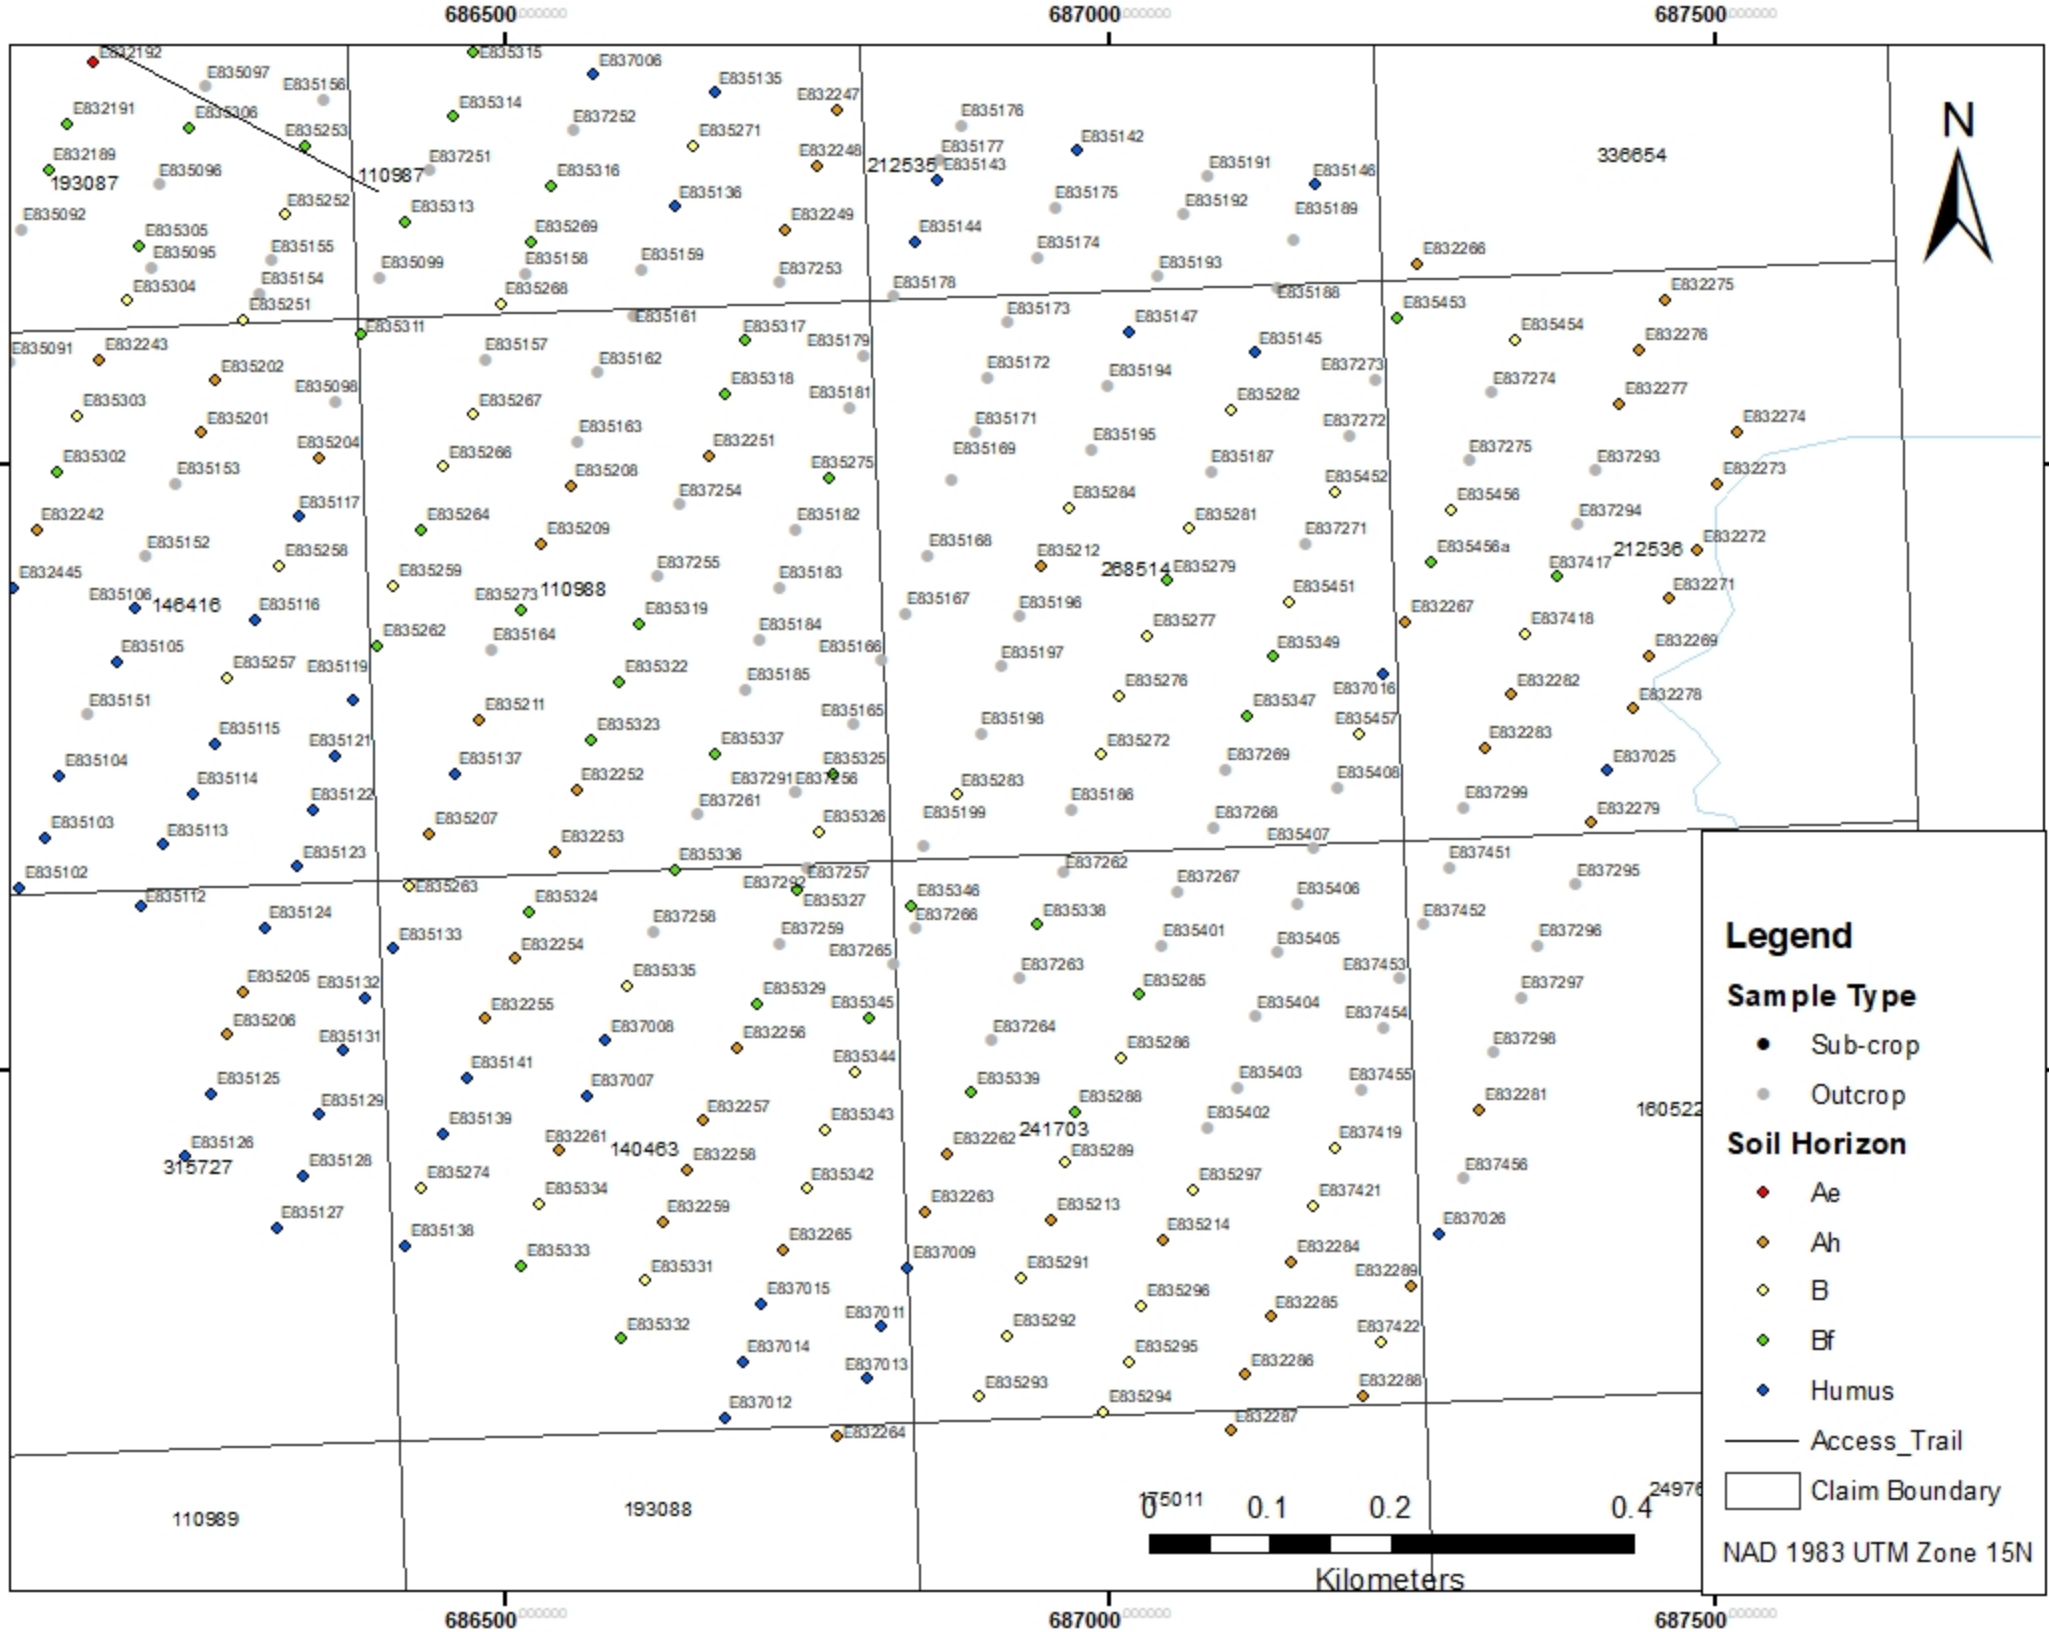 686500 000000 687000 000000 687500 000000
E832192 E835315 E837006
E835097 E835156 E835135 E832247
E832191 E835306 E835314 E837252 E835271 E835176
E835253 E835142
E832189 E835096 E837251 E835316 E832248 E835177 336654
193087 110987 212535 E835143 E835191 E835146
E835092 E835252 E835313 E835136 E832249 E835175 E835192 E835189
E835305 E835269 E835144
E835095 E835155 E835158 E835159 E835174 E832266
E835304 E835154 E835099 E837253 E835178 E835193
E835251 E835268 E835188 E832275
E835311 E835161 E835317 E835173 E835147 E835453
E835091 E832243 E835157 E835162 E835179 E835145 E835454 E832276
E835202 E835318 E835172 E835194 E837273 E837274
E835303 E835098 E835267 E835181 E835282 E832277
E835201 E835163 E835171 E837272 E832274
E835302 E835204 E835266 E832251 E835169 E835195 E837275 E837293
E835153 E835208 E835275 E835187 E835452 E832273
E832242 E835117 E835264 E837254 E835182 E835284 E835281 E835456 E837294
E835152 E835258 E835209 E835168 E835212 E837271 E835456a 212536 E832272
E832445 E835259 E837255 E835183 268514 E835279 E837417
E835106 146416 E835116 E835273 110988 E835319 E835167 E835196 E835451 E832267 E832271
E835105 E835262 E835164 E835184 E835277 E837418
E835257 E835119 E835322 E835166 E835197 E835349 E832269
E835151 E835211 E835185 E835276 E835347 E837016 E832282 E832278
E835115 E835121 E835323 E835165 E835198 E835457 E832283
E835104 E835114 E835137 E835337 E835325 E835272 E837269 E837025
E835122 E832252 E837291 E837256 E835283 E835408
E835103 E835113 E835207 E837261 E835326 E835199 E835186 E837268 E837299 E832279
E835123 E832253 E835336 E835407
E835102 E835112 E835263 E837292 E837257 E837262 E837267 E837451 E837295
E835124 E835324 E835327 E835346 E835338 E835406
E835133 E832254 E837258 E837259 E837266 E835401 E835405 E837452 E837296
E835205 E835132 E835335 E837265 E837263 E837453
E835206 E832255 E835329 E835345 E835285 E835404 E837297
E835131 E837008 E832256 E837264 E837454 E837298
E835125 E835141 E837007 E835344 E835286 E835403 E837455
E835129 E835139 E832257 E835343 E835339 E835288 E835402 E832281 160522
E835126 E832261 140463 E832258 E832262 241703 E835289 E837419
315727 E835128 E835274 E835334 E835342 E835297 E837456
E835127 E835138 E832259 E832263 E835213 E835214 E837421 E837026
E835333 E835331 E832265 E837009 E835291 E832284 E832289
E837015 E837011 E835296 E832285
E835332 E837014 E837013 E835292 E835295 E832286 E837422
E837012 E835293 E835294 E832288
E832264 E832287
110989 193088 175011 24976
N
Legend
Sample Type
Sub-crop
Outcrop
Soil Horizon
Ae
Ah
B
Bf
Humus
Access_Trail
Claim Boundary
NAD 1983 UTM Zone 15N
0 0.1 0.2 0.4
Kilometers
686500 000000 687000 000000 687500 000000